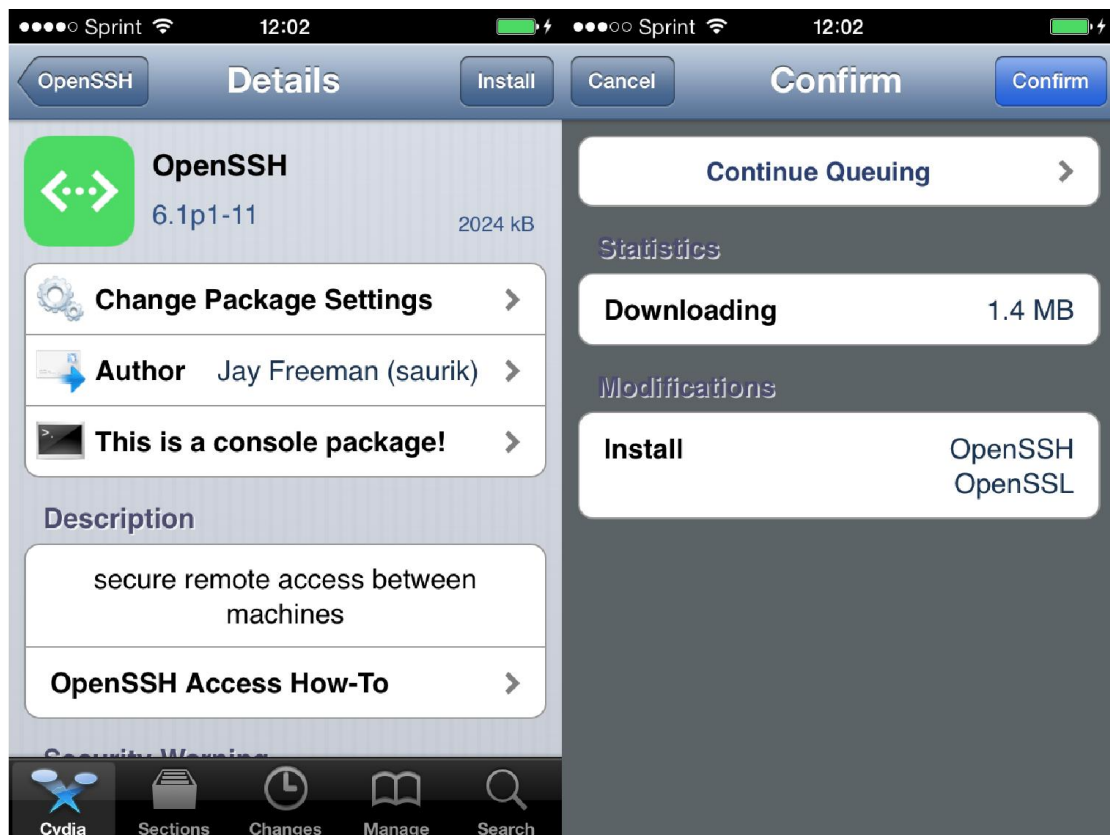 Sprint 12:02
OpenSSH Details Install
OpenSSH
6.1p1-11
2024 kB
Change Package Settings
Author Jay Freeman (saurik)
This is a console package!
Description
secure remote access between
machines
OpenSSH Access How-To
Security Warning
Cydia Sections Changes Manage Search
Sprint 12:02
Cancel Confirm Confirm
Continue Queuing
Statistics
Downloading 1.4 MB
Modifications
Install OpenSSH
OpenSSL